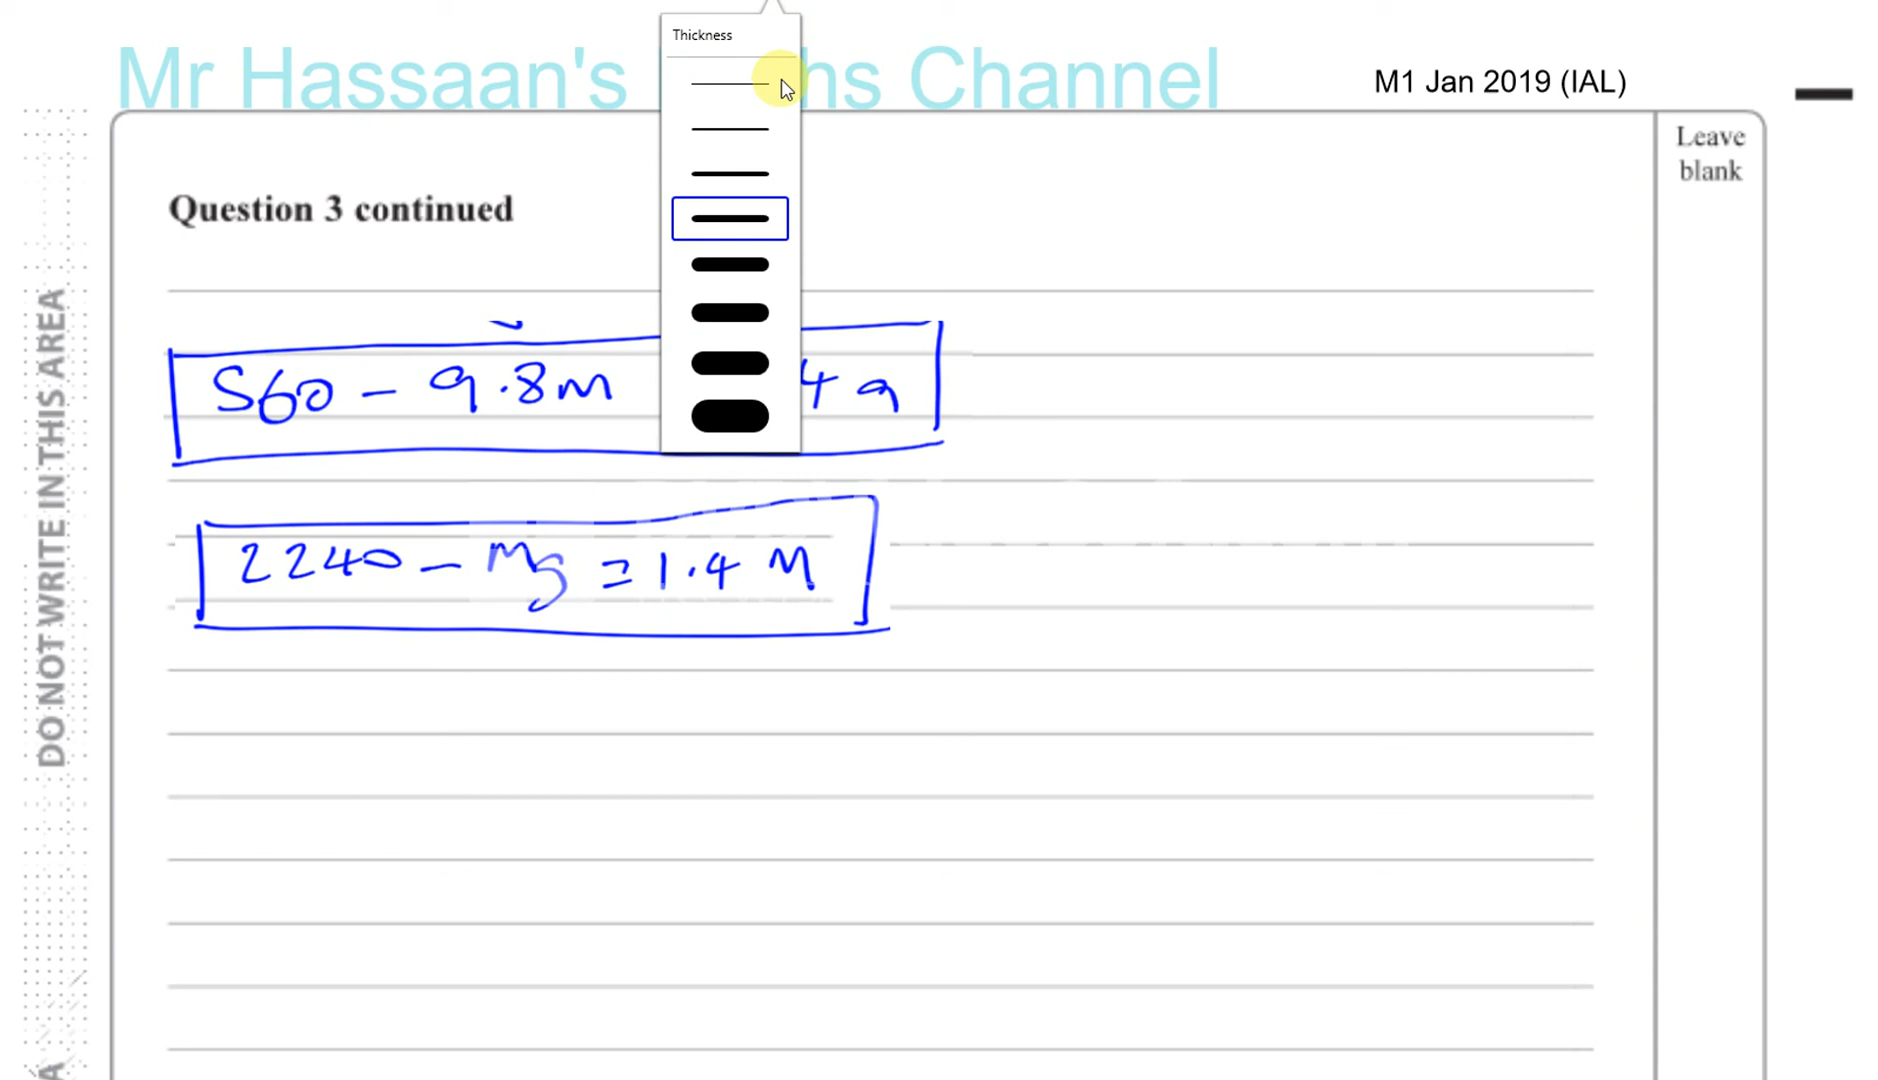 Thickness
Mr Hassaan's hs Channel
M1 Jan 2019 (IAL)
Leave
blank
Question 3 continued
560 - 9.8m 4a
2240 - Mg = 1.4 M
DO NOT WRITE IN THIS AREA